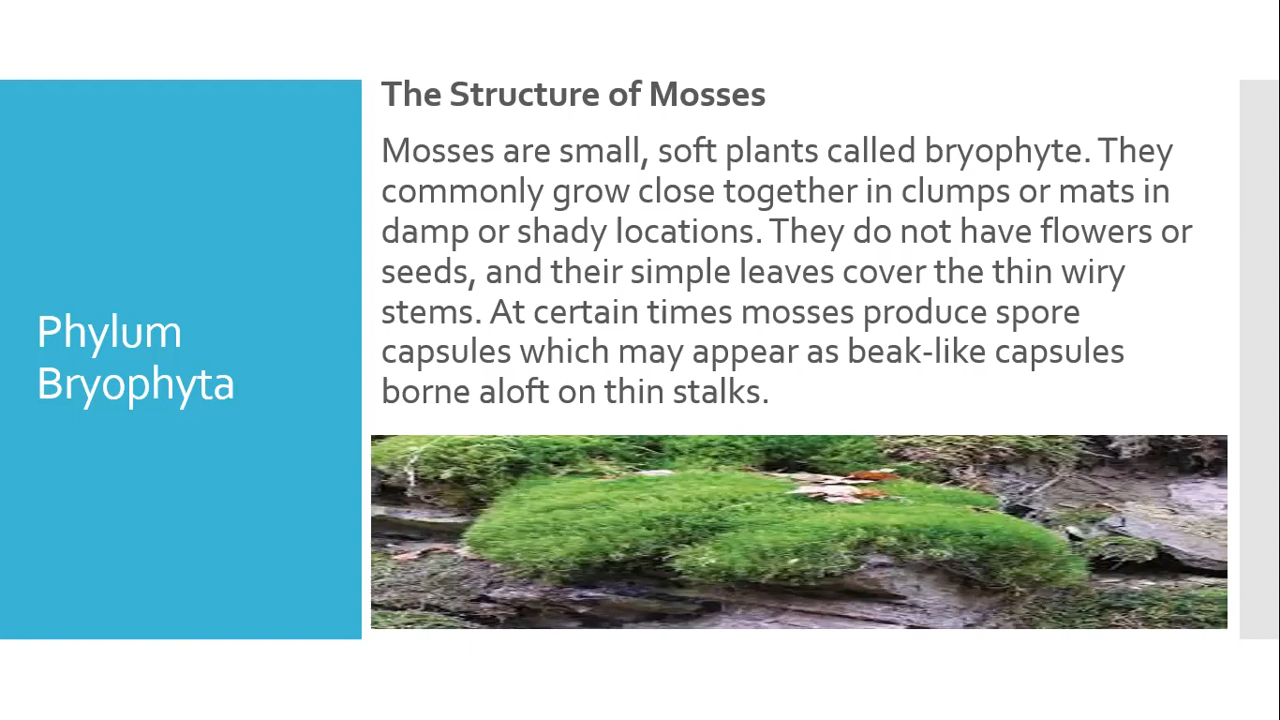 Phylum
Bryophyta
The Structure of Mosses
Mosses are small, soft plants called bryophyte. They
commonly grow close together in clumps or mats in
damp or shady locations. They do not have flowers or
seeds, and their simple leaves cover the thin wiry
stems. At certain times mosses produce spore
capsules which may appear as beak-like capsules
borne aloft on thin stalks.